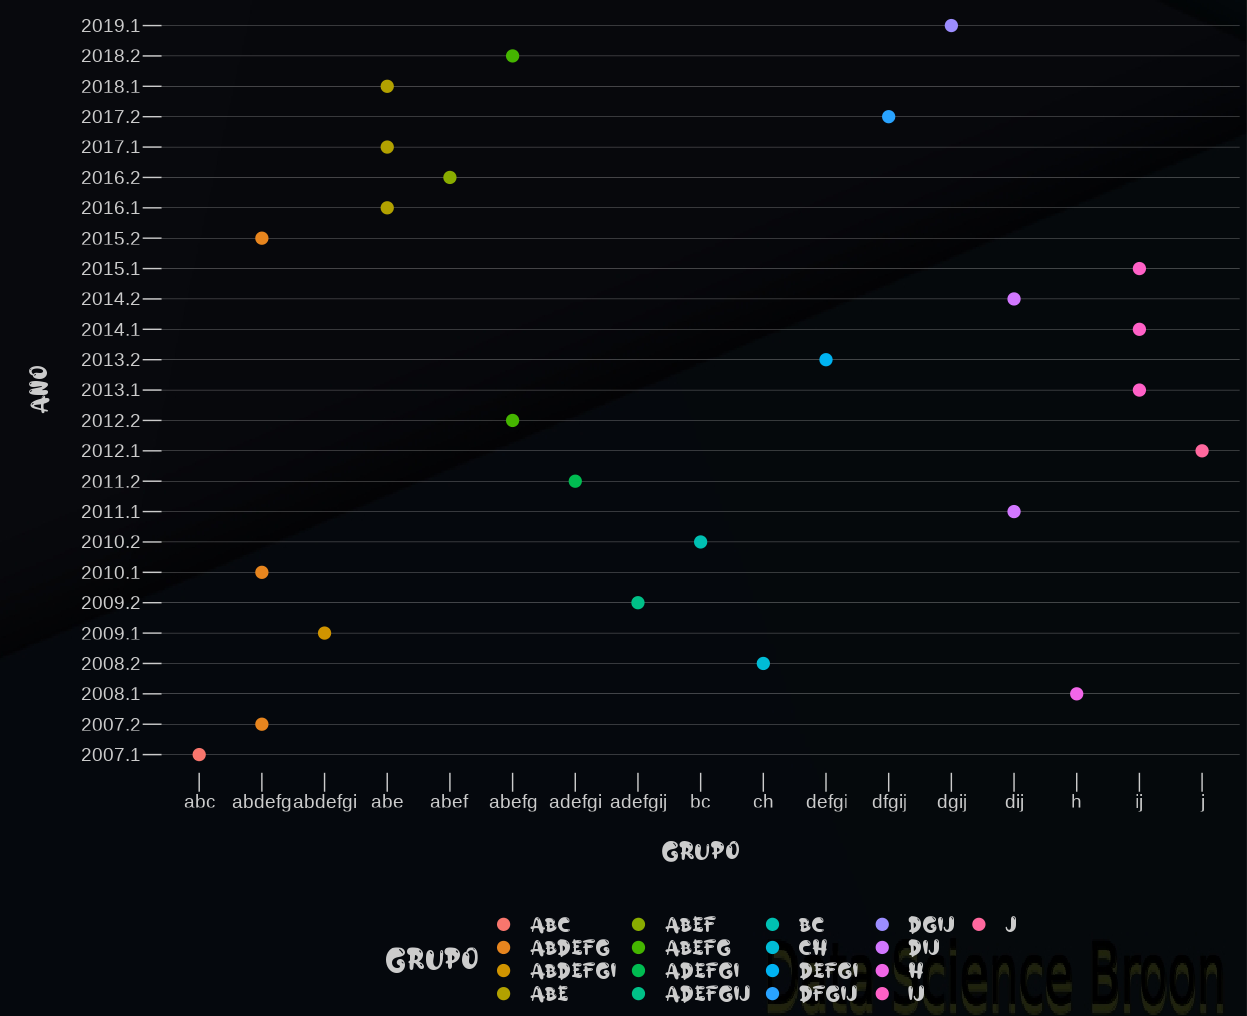 2019.1
2018.2
2018.1
2017.2
2017.1
2016.2
2016.1
2015.2
2015.1
2014.2
2014.1
2013.2
2013.1
2012.2
2012.1
2011.2
2011.1
2010.2
2010.1
2009.2
2009.1
2008.2
2008.1
2007.2
2007.1
ANO
abc abdefg abdefgi abe abef abefg adefgi adefgij bc ch defgi dfgij dgij dij h ij j
GRUPO
GRUPO
ABC ABEF BC DGIJ J
ABDEFG ABEFG CH DIJ
ABDEFGI ADEFGI DEFGI H
ABE ADEFGIJ DFGIJ IJ
Data Science Broon